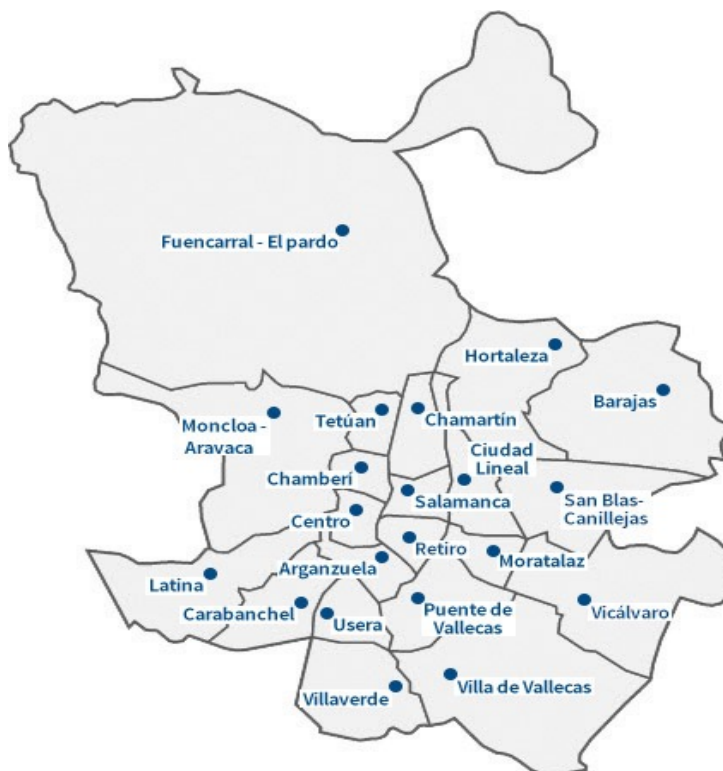 Fuencarral - El pardo
Hortaleza
Barajas
Moncloa -
Aravaca
Tetúan
Chamartín
Ciudad
Lineal
Chamberí
Salamanca
San Blas-
Canillejas
Centro
Retiro
Moratalaz
Arganzuela
Latina
Carabanchel
Usera
Puente de
Vallecas
Vicálvaro
Villaverde
Villa de Vallecas